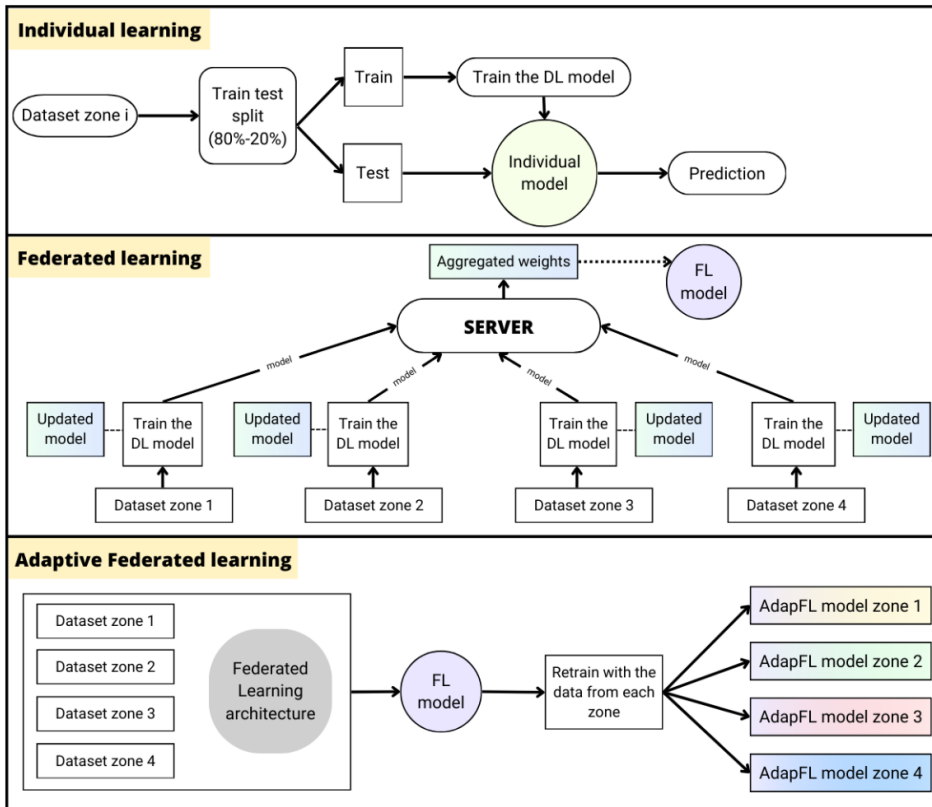 Individual learning
Dataset zone i
Train test
split
(80%-20%)
Train
Test
Train the DL model
Individual
model
Prediction
Federated learning
Aggregated weights
FL
model
SERVER
model
model
model
model
Updated
model
Train the
DL model
Updated
model
Train the
DL model
Train the
DL model
Updated
model
Train the
DL model
Updated
model
Dataset zone 1
Dataset zone 2
Dataset zone 3
Dataset zone 4
Adaptive Federated learning
Dataset zone 1
Dataset zone 2
Dataset zone 3
Dataset zone 4
Federated
Learning
architecture
FL
model
Retrain with the
data from each
zone
AdapFL model zone 1
AdapFL model zone 2
AdapFL model zone 3
AdapFL model zone 4